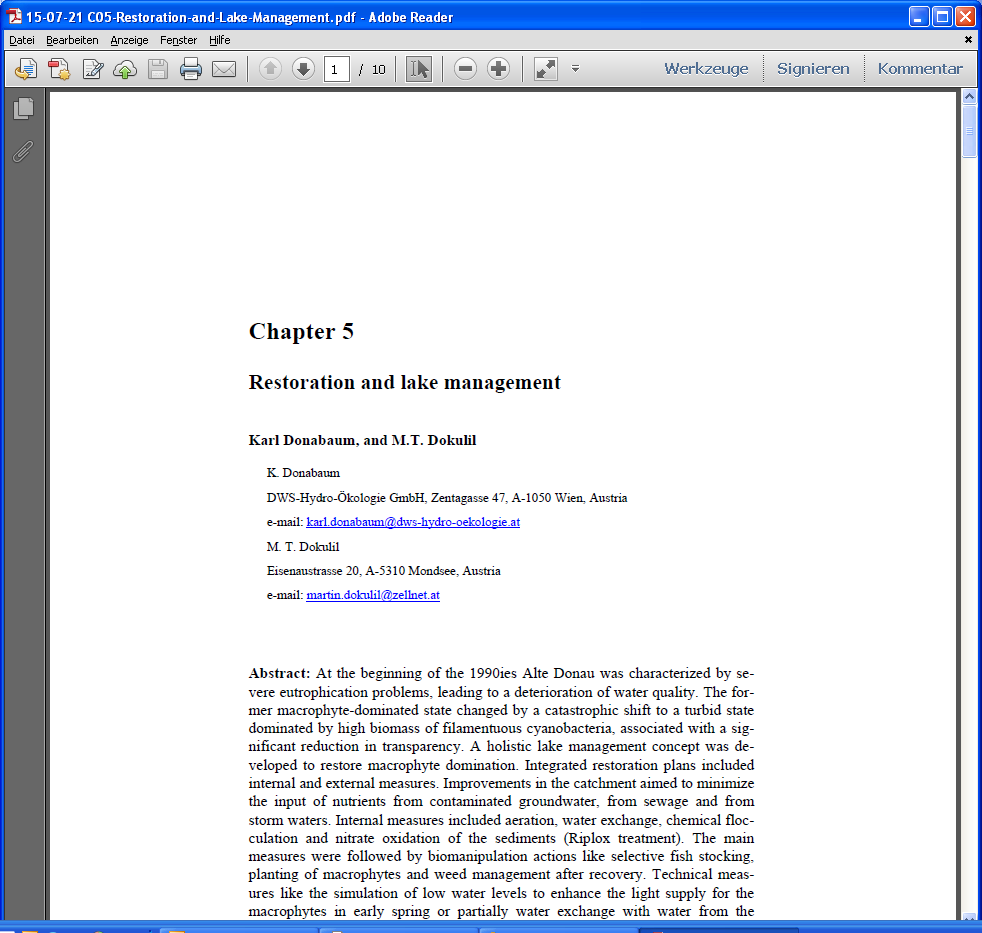 15-07-21 C05-Restoration-and-Lake-Management.pdf - Adobe Reader
Datei Bearbeiten Anzeige Fenster Hilfe
1 / 10 Werkzeuge Signieren Kommentar
Chapter 5
Restoration and lake management
Karl Donabaum, and M.T. Dokulil
K. Donabaum
DWS-Hydro-Ökologie GmbH, Zentagasse 47, A-1050 Wien, Austria
e-mail: karl.donabaum@dws-hydro-oekologie.at
M. T. Dokulil
Eisenaustrasse 20, A-5310 Mondsee, Austria
e-mail: martin.dokulil@zellnet.at
Abstract: At the beginning of the 1990ies Alte Donau was characterized by se-
vere eutrophication problems, leading to a deterioration of water quality. The for-
mer macrophyte-dominated state changed by a catastrophic shift to a turbid state
dominated by high biomass of filamentuous cyanobacteria, associated with a sig-
nificant reduction in transparency. A holistic lake management concept was de-
veloped to restore macrophyte domination. Integrated restoration plans included
internal and external measures. Improvements in the catchment aimed to minimize
the input of nutrients from contaminated groundwater, from sewage and from
storm waters. Internal measures included aeration, water exchange, chemical floc-
culation and nitrate oxidation of the sediments (Riplox treatment). The main
measures were followed by biomanipulation actions like selective fish stocking,
planting of macrophytes and weed management after recovery. Technical meas-
ures like the simulation of low water levels to enhance the light supply for the
macrophytes in early spring or partially water exchange with water from the